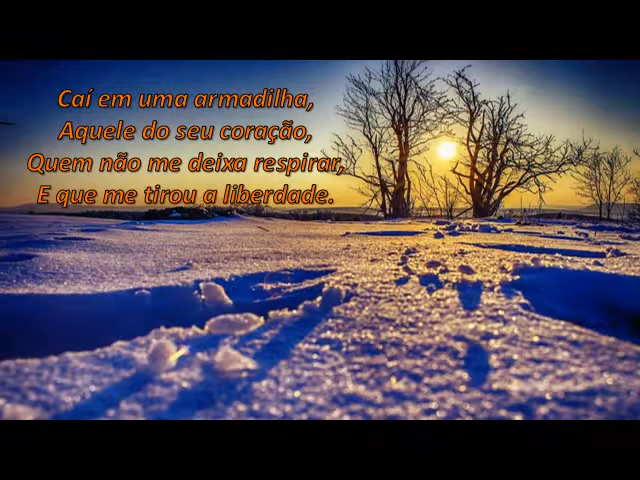 Caí em uma armadilha,
Aquele do seu coração,
Quem não me deixa respirar,
E que me tirou a liberdade.